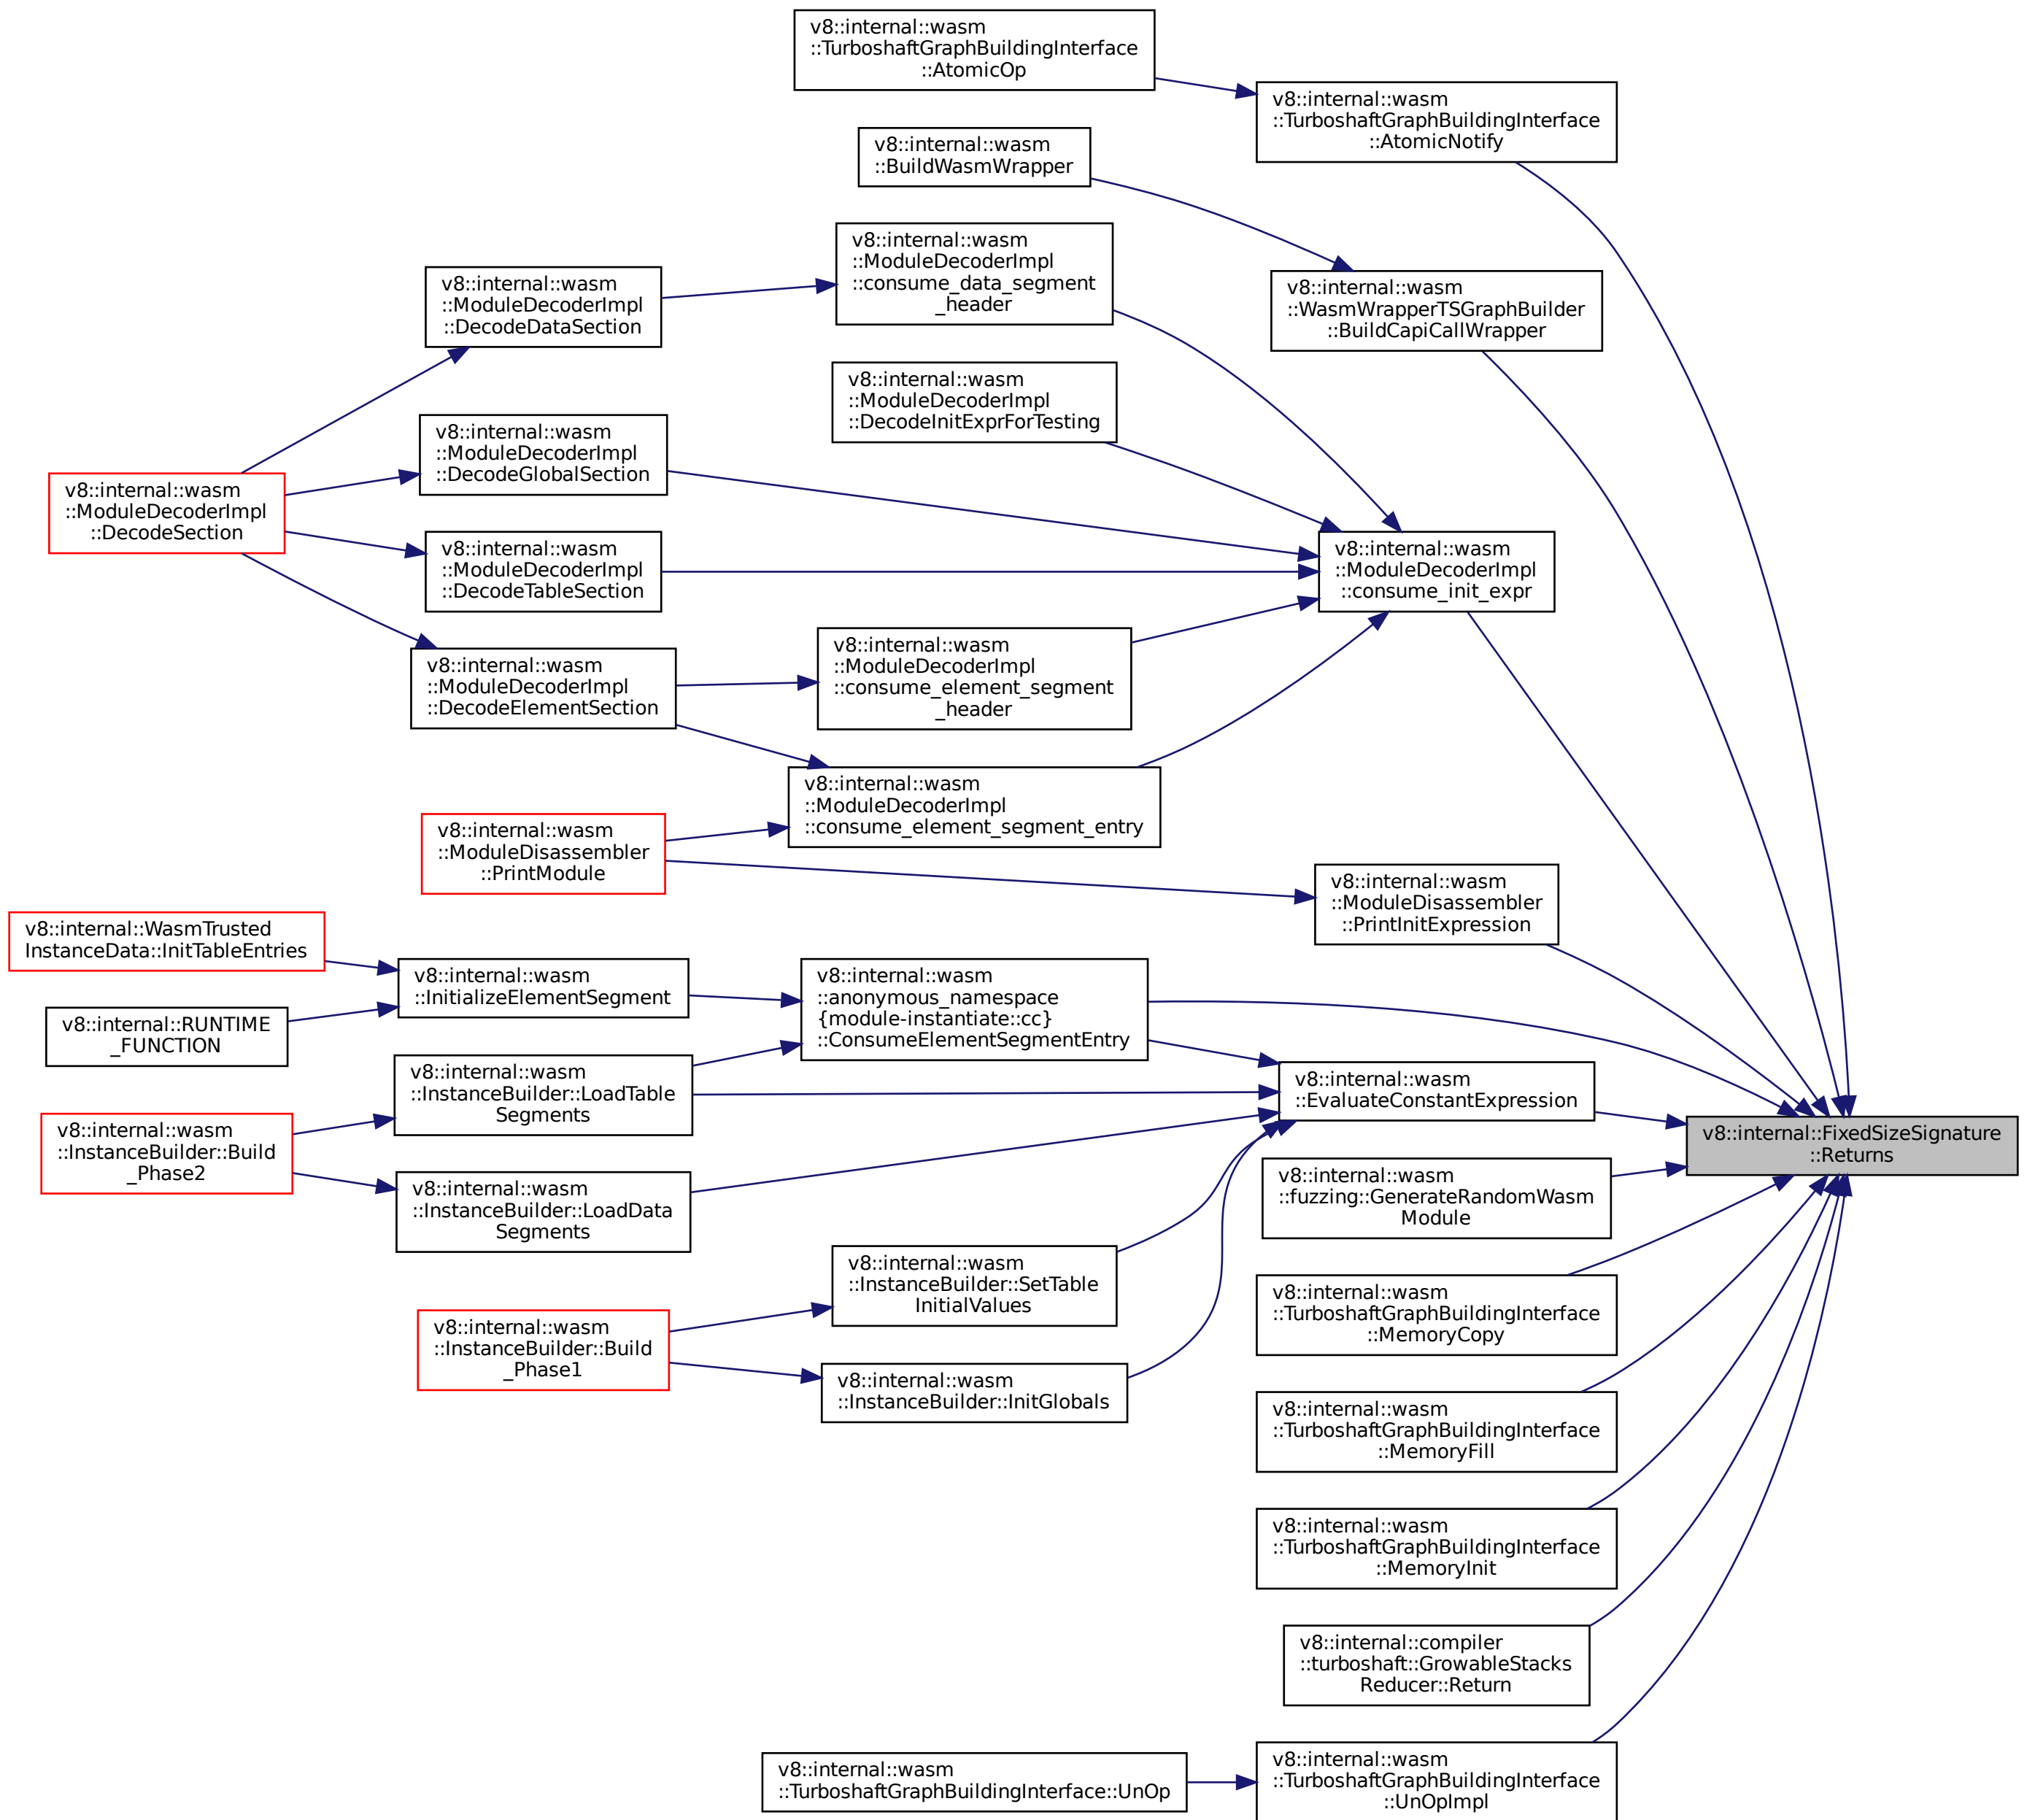 v8::internal::wasm
::TurboshaftGraphBuildingInterface
::AtomicOp
v8::internal::wasm
::TurboshaftGraphBuildingInterface
::AtomicNotify
v8::internal::wasm
::BuildWasmWrapper
v8::internal::wasm
::ModuleDecoderImpl
::consume_data_segment
_header
v8::internal::wasm
::ModuleDecoderImpl
::DecodeDataSection
v8::internal::wasm
::WasmWrapperTSGraphBuilder
::BuildCapiCallWrapper
v8::internal::wasm
::ModuleDecoderImpl
::DecodeInitExprForTesting
v8::internal::wasm
::ModuleDecoderImpl
::DecodeGlobalSection
v8::internal::wasm
::ModuleDecoderImpl
::DecodeSection
v8::internal::wasm
::ModuleDecoderImpl
::DecodeTableSection
v8::internal::wasm
::ModuleDecoderImpl
::consume_init_expr
v8::internal::wasm
::ModuleDecoderImpl
::consume_element_segment
_header
v8::internal::wasm
::ModuleDecoderImpl
::DecodeElementSection
v8::internal::wasm
::ModuleDecoderImpl
::consume_element_segment_entry
v8::internal::wasm
::ModuleDisassembler
::PrintModule
v8::internal::wasm
::ModuleDisassembler
::PrintInitExpression
v8::internal::WasmTrusted
InstanceData::InitTableEntries
v8::internal::wasm
::InitializeElementSegment
v8::internal::wasm
::anonymous_namespace
{module-instantiate::cc}
::ConsumeElementSegmentEntry
v8::internal::RUNTIME
_FUNCTION
v8::internal::wasm
::InstanceBuilder::LoadTable
Segments
v8::internal::wasm
::EvaluateConstantExpression
v8::internal::FixedSizeSignature
::Returns
v8::internal::wasm
::InstanceBuilder::Build
_Phase2
v8::internal::wasm
::InstanceBuilder::LoadData
Segments
v8::internal::wasm
::fuzzing::GenerateRandomWasm
Module
v8::internal::wasm
::InstanceBuilder::SetTable
InitialValues
v8::internal::wasm
::TurboshaftGraphBuildingInterface
::MemoryCopy
v8::internal::wasm
::InstanceBuilder::Build
_Phase1
v8::internal::wasm
::InstanceBuilder::InitGlobals
v8::internal::wasm
::TurboshaftGraphBuildingInterface
::MemoryFill
v8::internal::wasm
::TurboshaftGraphBuildingInterface
::MemoryInit
v8::internal::compiler
::turboshaft::GrowableStacks
Reducer::Return
v8::internal::wasm
::TurboshaftGraphBuildingInterface::UnOp
v8::internal::wasm
::TurboshaftGraphBuildingInterface
::UnOpImpl